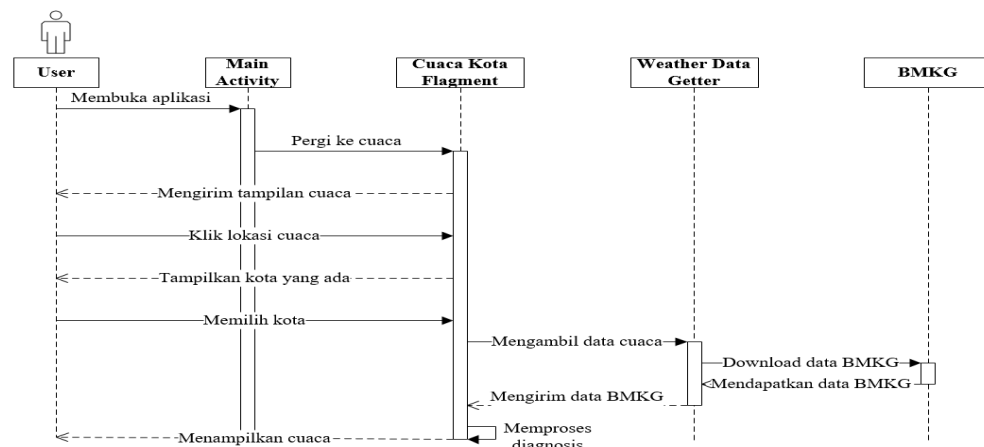 User
Main
Activity
Cuaca Kota
Flagment
Weather Data
Getter
BMKG
Membuka aplikasi
Pergi ke cuaca
Mengirim tampilan cuaca
Klik lokasi cuaca
Tampilkan kota yang ada
Memilih kota
Mengambil data cuaca
Download data BMKG
Mendapatkan data BMKG
Mengirim data BMKG
Memproses
diagnosis
Menampilkan cuaca